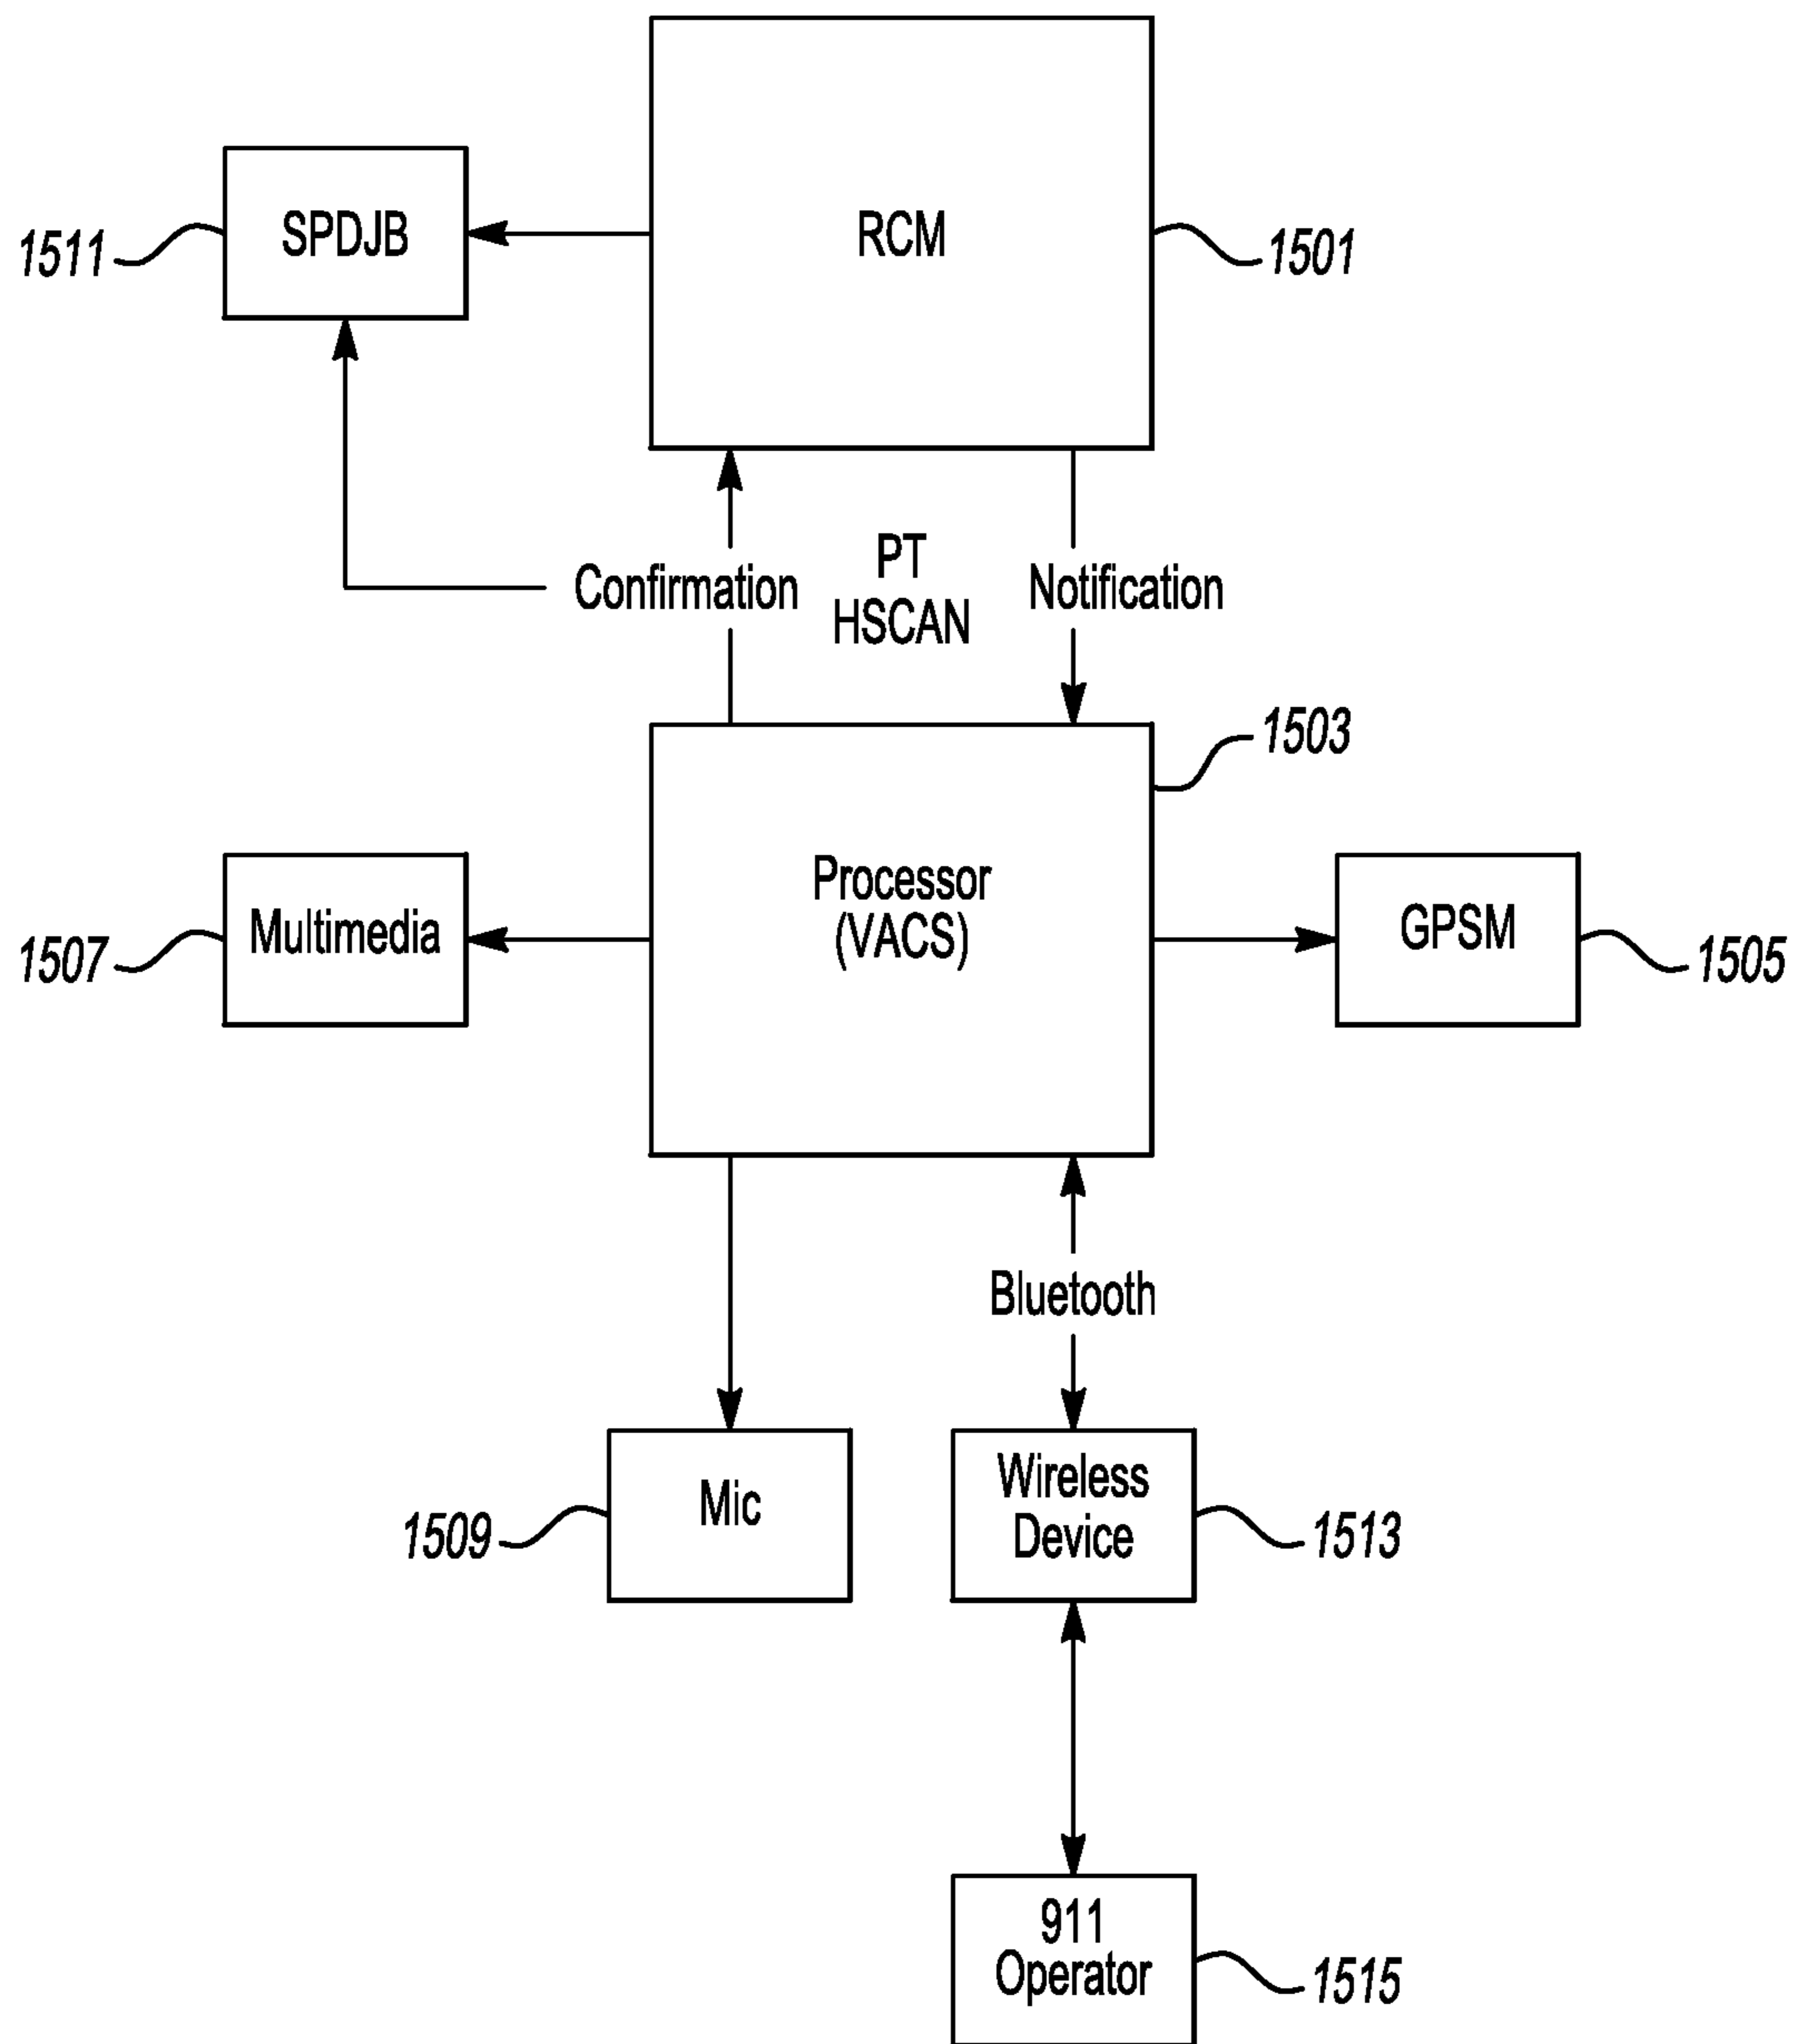 RCM
SPDJB
1511
1501
PT
HSCAN
Confirmation
Notification
1503
Processor
(VACS)
Multimedia
GPSM
1507
1505
Bluetooth
Mic
Wireless
Device
1509
1513
911
Operator
1515